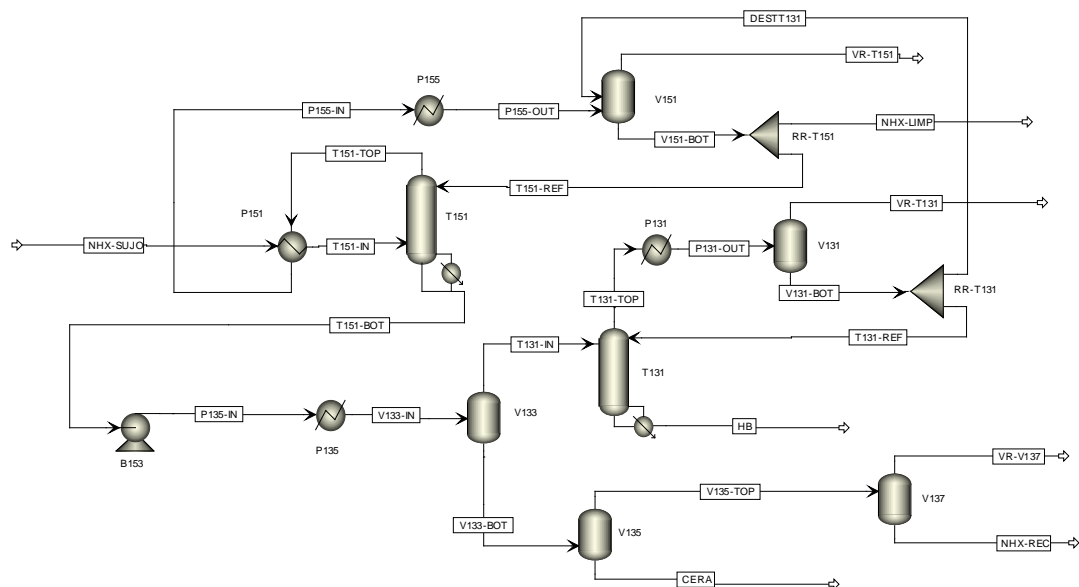 DESTT131
VR-T151
P155
V151
P155-IN
P155-OUT
NHX-LIMP
RR-T151
V151-BOT
T151-TOP
T151-REF
T151
P151
VR-T131
P131
NHX-SUJO
T151-IN
P131-OUT
V131
RR-T131
V131-BOT
T131-TOP
T151-BOT
T131-REF
T131-IN
T131
P135-IN
V133-IN
V133
HB
P135
B153
VR-V137
V135-TOP
V137
V133-BOT
V135
NHX-REC
CERA